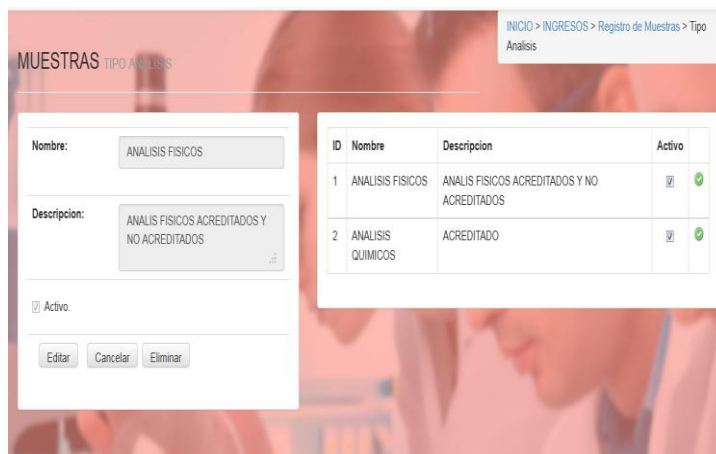 INICIO > INGRESOS > Registro de Muestras > Tipo
Analisis
MUESTRAS TIPO ANALISIS
Nombre:
ANALISIS FISICOS
Descripcion:
ANALIS FISICOS ACREDITADOS Y
NO ACREDITADOS
Activo.
Editar Cancelar Eliminar
ID Nombre Descripcion Activo
1 ANALISIS FISICOS ANALIS FISICOS ACREDITADOS Y NO
ACREDITADOS
2 ANALISIS ACREDITADO
QUIMICOS